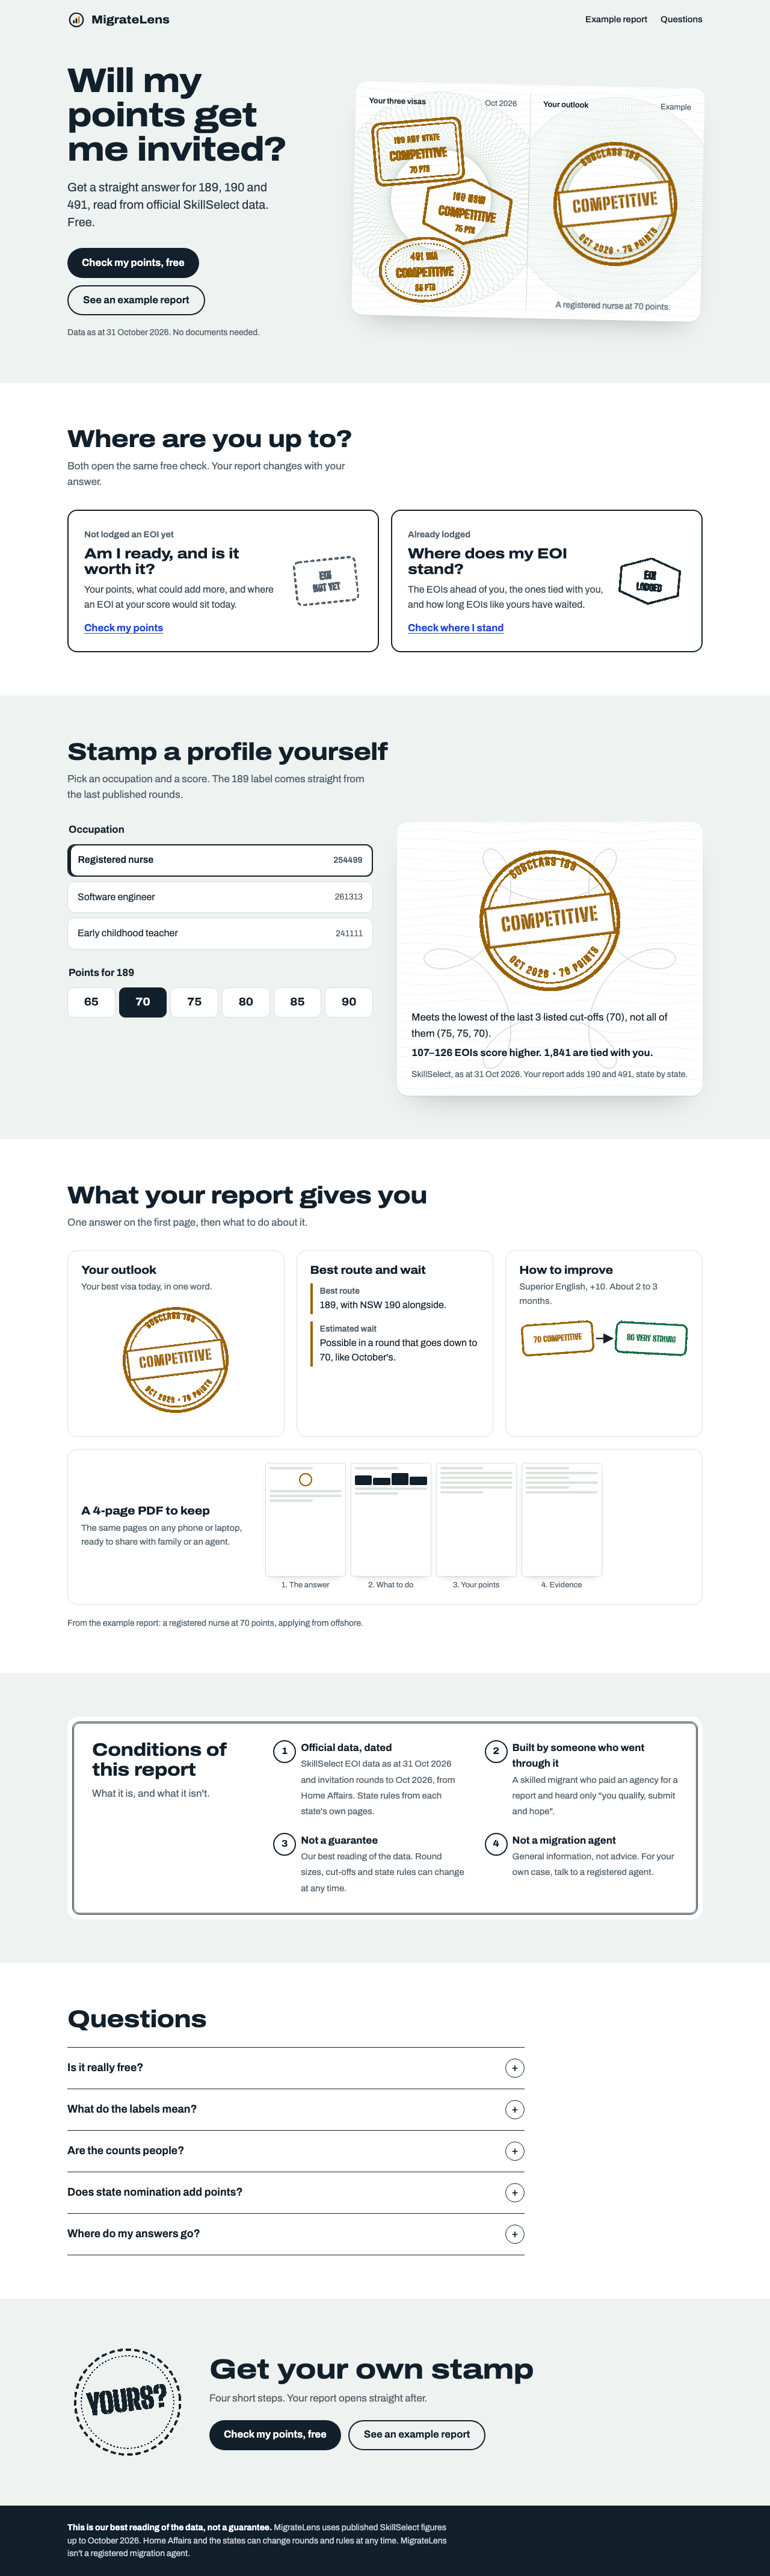 MigrateLens
Example report
Questions
Will my
points get
me invited?
Get a straight answer for 189, 190 and
491, read from official SkillSelect data.
Free.
Check my points, free
See an example report
Data as at 31 October 2026. No documents needed.
Your three visas
Oct 2026
189 ANY STATE
COMPETITIVE
70 PTS
190 NSW
COMPETITIVE
75 PTS
491 WA
COMPETITIVE
85 PTS
Your outlook
Example
SUBCLASS 189
COMPETITIVE
OCT 2026 · 70 POINTS
A registered nurse at 70 points.
Where are you up to?
Both open the same free check. Your report changes with your
answer.
Not lodged an EOI yet
Am I ready, and is it
worth it?
Your points, what could add more, and where
an EOI at your score would sit today.
Check my points
EOI
NOT YET
Already lodged
Where does my EOI
stand?
The EOIs ahead of you, the ones tied with you,
and how long EOIs like yours have waited.
Check where I stand
EOI
LODGED
Stamp a profile yourself
Pick an occupation and a score. The 189 label comes straight from
the last published rounds.
Occupation
Registered nurse 254499
Software engineer 261313
Early childhood teacher 241111
Points for 189
65 70 75 80 85 90
SUBCLASS 189
COMPETITIVE
OCT 2026 · 70 POINTS
Meets the lowest of the last 3 listed cut-offs (70), not all of
them (75, 75, 70).
107–126 EOIs score higher. 1,841 are tied with you.
SkillSelect, as at 31 Oct 2026. Your report adds 190 and 491, state by state.
What your report gives you
One answer on the first page, then what to do about it.
Your outlook
Your best visa today, in one word.
SUBCLASS 189
COMPETITIVE
OCT 2026 · 70 POINTS
Best route and wait
Best route
189, with NSW 190 alongside.
Estimated wait
Possible in a round that goes down to
70, like October's.
How to improve
Superior English, +10. About 2 to 3
months.
70 COMPETITIVE
80 VERY STRONG
A 4-page PDF to keep
The same pages on any phone or laptop,
ready to share with family or an agent.
1. The answer
2. What to do
3. Your points
4. Evidence
From the example report: a registered nurse at 70 points, applying from offshore.
Conditions of
this report
What it is, and what it isn't.
1
Official data, dated
SkillSelect EOI data as at 31 Oct 2026
and invitation rounds to Oct 2026, from
Home Affairs. State rules from each
state's own pages.
2
Built by someone who went
through it
A skilled migrant who paid an agency for a
report and heard only "you qualify, submit
and hope".
3
Not a guarantee
Our best reading of the data. Round
sizes, cut-offs and state rules can change
at any time.
4
Not a migration agent
General information, not advice. For your
own case, talk to a registered agent.
Questions
Is it really free?
+
What do the labels mean?
+
Are the counts people?
+
Does state nomination add points?
+
Where do my answers go?
+
YOURS?
Get your own stamp
Four short steps. Your report opens straight after.
Check my points, free
See an example report
This is our best reading of the data, not a guarantee. MigrateLens uses published SkillSelect figures
up to October 2026. Home Affairs and the states can change rounds and rules at any time. MigrateLens
isn't a registered migration agent.